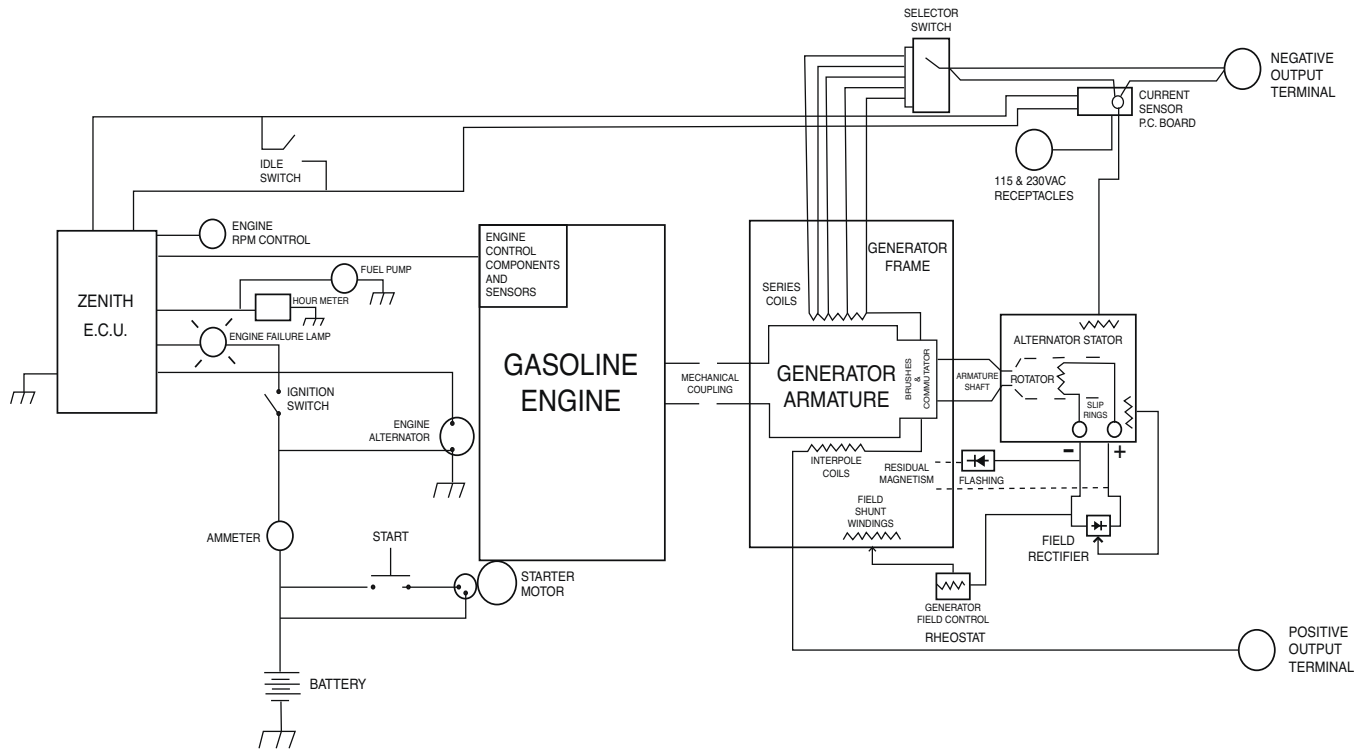 SELECTOR
SWITCH
NEGATIVE
OUTPUT
TERMINAL
CURRENT
SENSOR
P.C. BOARD
IDLE
SWITCH
115 & 230VAC
RECEPTACLES
ENGINE
RPM CONTROL
ENGINE
CONTROL
COMPONENTS
AND
SENSORS
GENERATOR
FRAME
FUEL PUMP
SERIES
COILS
ZENITH
E.C.U.
HOUR METER
ENGINE FAILURE LAMP
ALTERNATOR STATOR
GASOLINE
ENGINE
MECHANICAL
COUPLING
GENERATOR
ARMATURE
BRUSHES
&
COMMUTATOR
ARMATURE
SHAFT
ROTATOR
SLIP
RINGS
IGNITION
SWITCH
ENGINE
ALTERNATOR
INTERPOLE
COILS
RESIDUAL
MAGNETISM
FLASHING
- +
FIELD
SHUNT
WINDINGS
FIELD
RECTIFIER
AMMETER
START
STARTER
MOTOR
GENERATOR
FIELD CONTROL
RHEOSTAT
POSITIVE
OUTPUT
TERMINAL
BATTERY